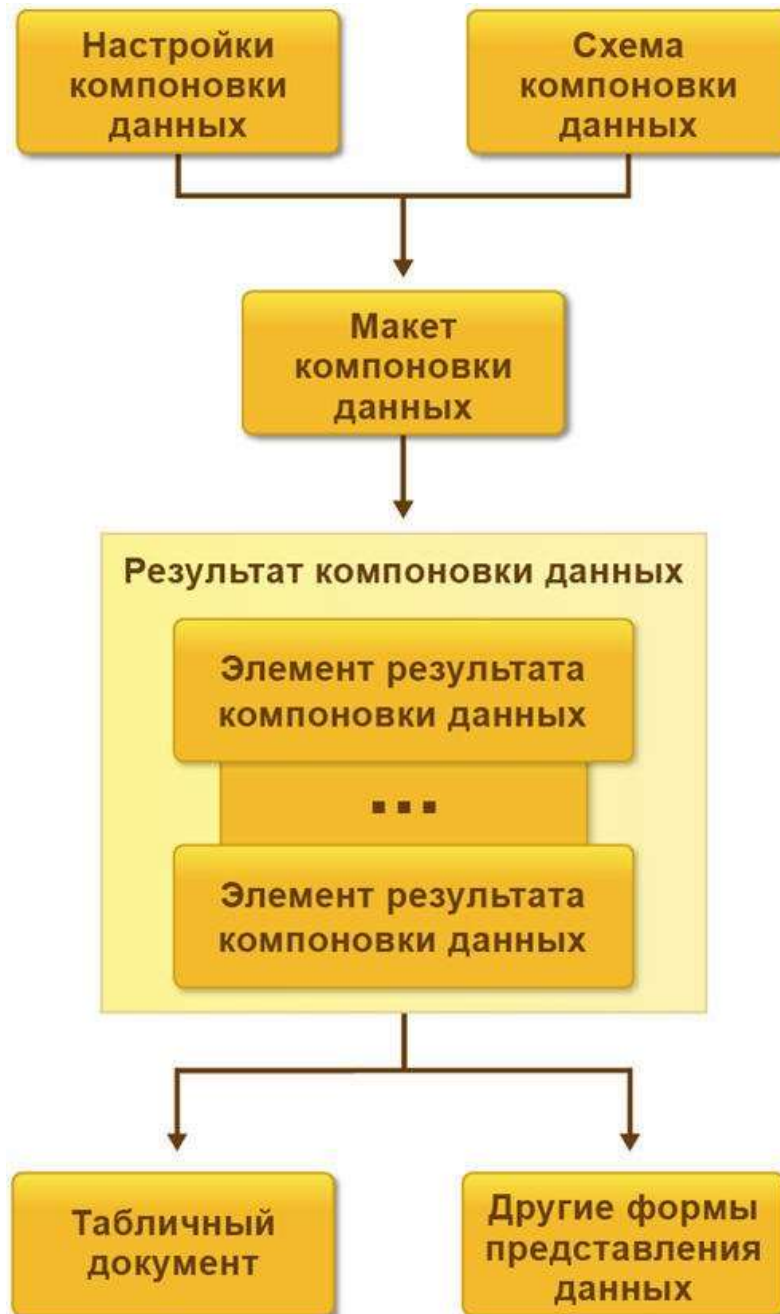 Настройки
компоновки
данных
Схема
компоновки
данных
Макет
компоновки
данных
Результат компоновки данных
Элемент результата
компоновки данных
...
Элемент результата
компоновки данных
Табличный
документ
Другие формы
представления
данных